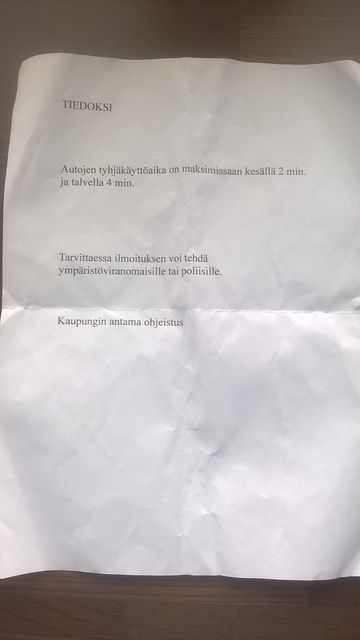 TIEDOKSI
Autojen tyhjäkäyttöaika on maksimissaan kesällä 2 min.
ja talvella 4 min.
Tarvittaessa ilmoituksen voi tehdä
ympäristöviranomaisille tai poliisille.
Kaupungin antama ohjeistus